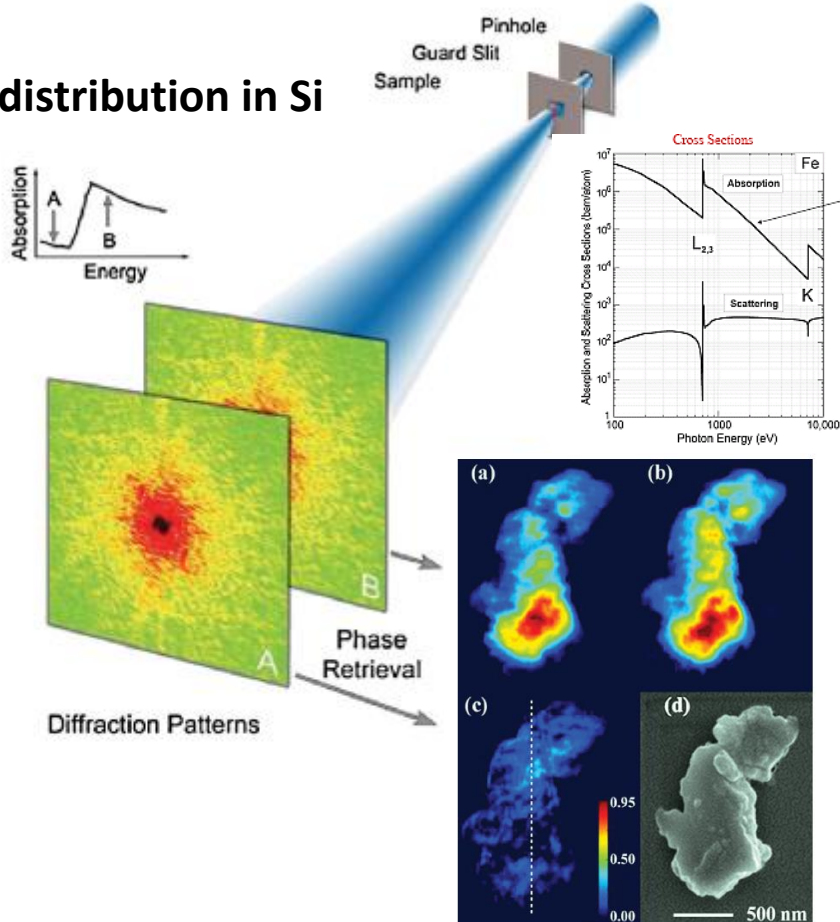 Pinhole
Guard Slit
Sample
distribution in Si
Absorption
A
B
Energy
Cross Sections
Absorption and Scattering Cross Sections (barn/atom)
10^7
10^6
10^5
10^4
10^3
10^2
10^1
1
Fe
Absorption
L2,3
K
Scattering
100
1000
10,000
Photon Energy (eV)
B
A
Phase
Retrieval
Diffraction Patterns
(a)
(b)
(c)
(d)
0.95
0.50
0.00
500 nm